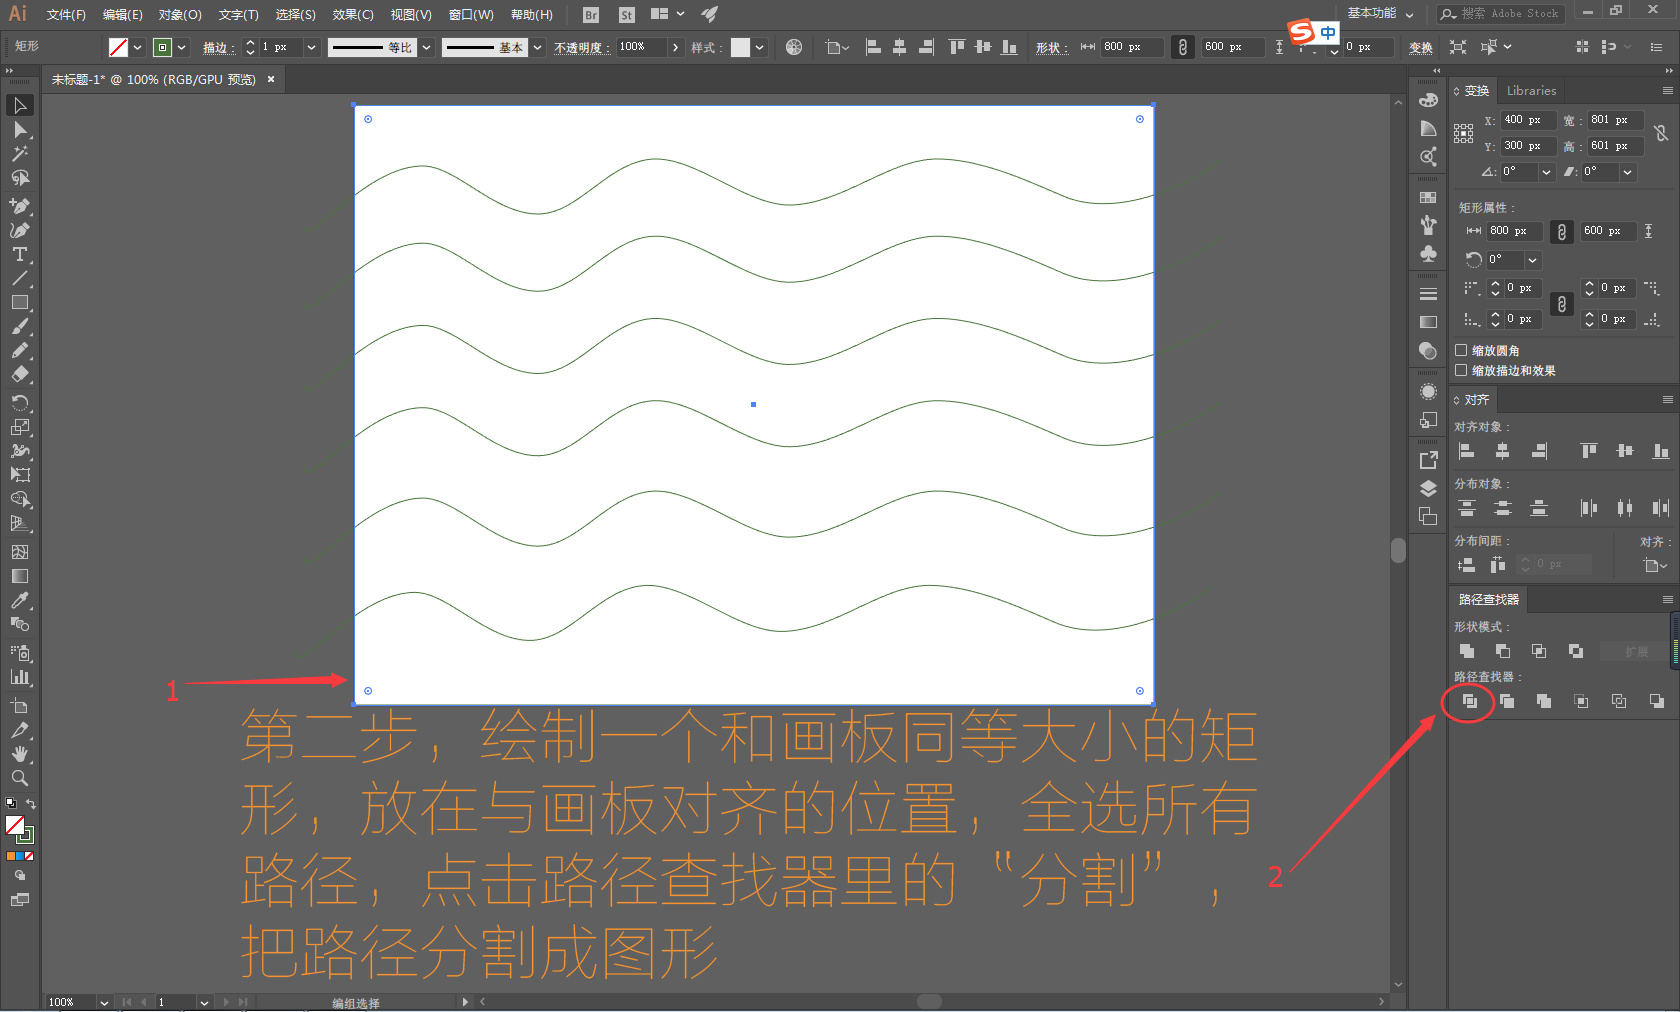 Ai 文件(F) 编辑(E) 对象(O) 文字(T) 选择(S) 效果(C) 视图(V) 窗口(W) 帮助(H) Br St 基本功能 搜索 Adobe Stock
矩形 描边: 1 px 等比 基本 不透明度: 100% 样式: 形状: 800 px 600 px 0 px 变换
S 中
未标题-1* @ 100% (RGB/GPU 预览) ×
变换 Libraries
X: 400 px 宽: 801 px
Y: 300 px 高: 601 px
0° 0°
矩形属性:
800 px 600 px
0°
0 px 0 px
0 px 0 px
缩放圆角
缩放描边和效果
对齐
对齐对象:
分布对象:
分布间距: 对齐:
0 px
路径查找器
形状模式:
扩展
路径查找器:
1
第二步，绘制一个和画板同等大小的矩
形，放在与画板对齐的位置，全选所有
路径，点击路径查找器里的“分割”，
把路径分割成图形
2
100% 1 编组选择